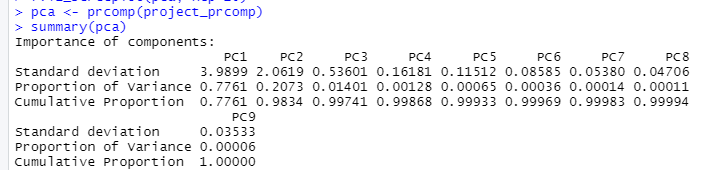 > pca <- prcomp(project_prcomp)
> summary(pca)
Importance of components:
PC1 PC2 PC3 PC4 PC5 PC6 PC7 PC8
Standard deviation 3.9899 2.0619 0.53601 0.16181 0.11512 0.08585 0.05380 0.04706
Proportion of Variance 0.7761 0.2073 0.01401 0.00128 0.00065 0.00036 0.00014 0.00011
Cumulative Proportion 0.7761 0.9834 0.99741 0.99868 0.99933 0.99969 0.99983 0.99994
PC9
Standard deviation 0.03533
Proportion of Variance 0.00006
Cumulative Proportion 1.00000